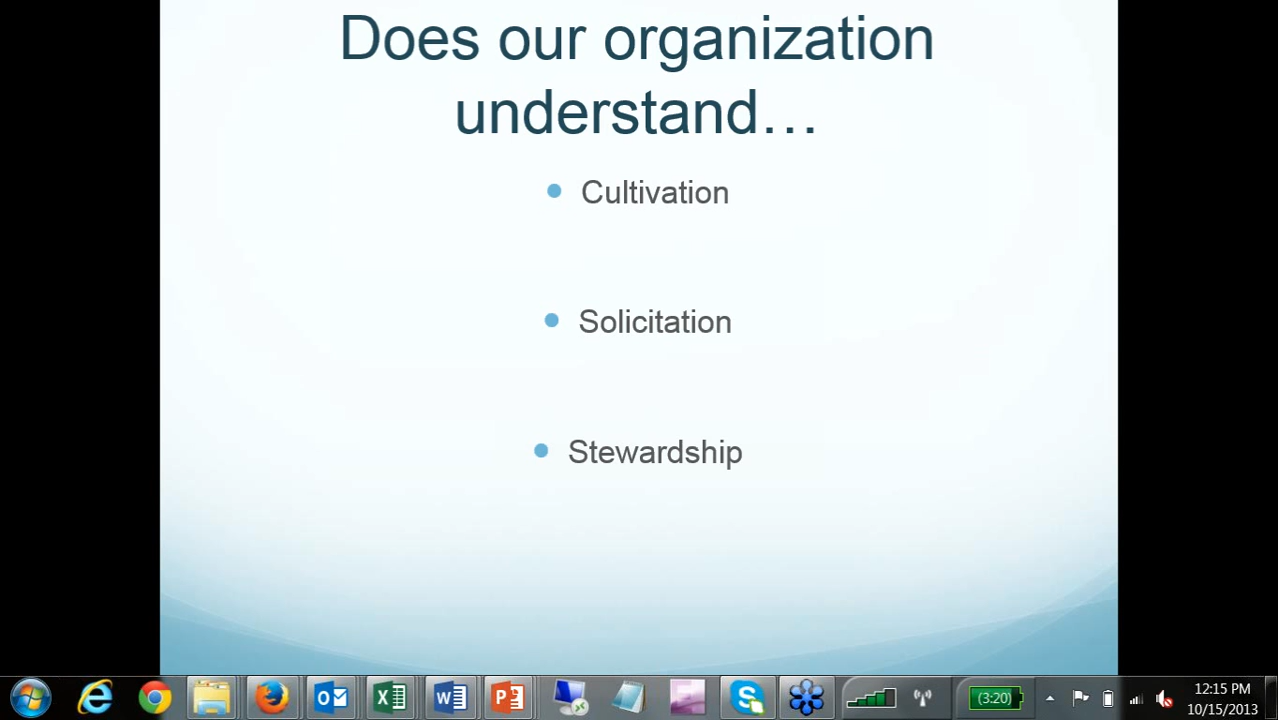 Does our organization
understand…
Cultivation
Solicitation
Stewardship
(3:20)
12:15 PM
10/15/2013